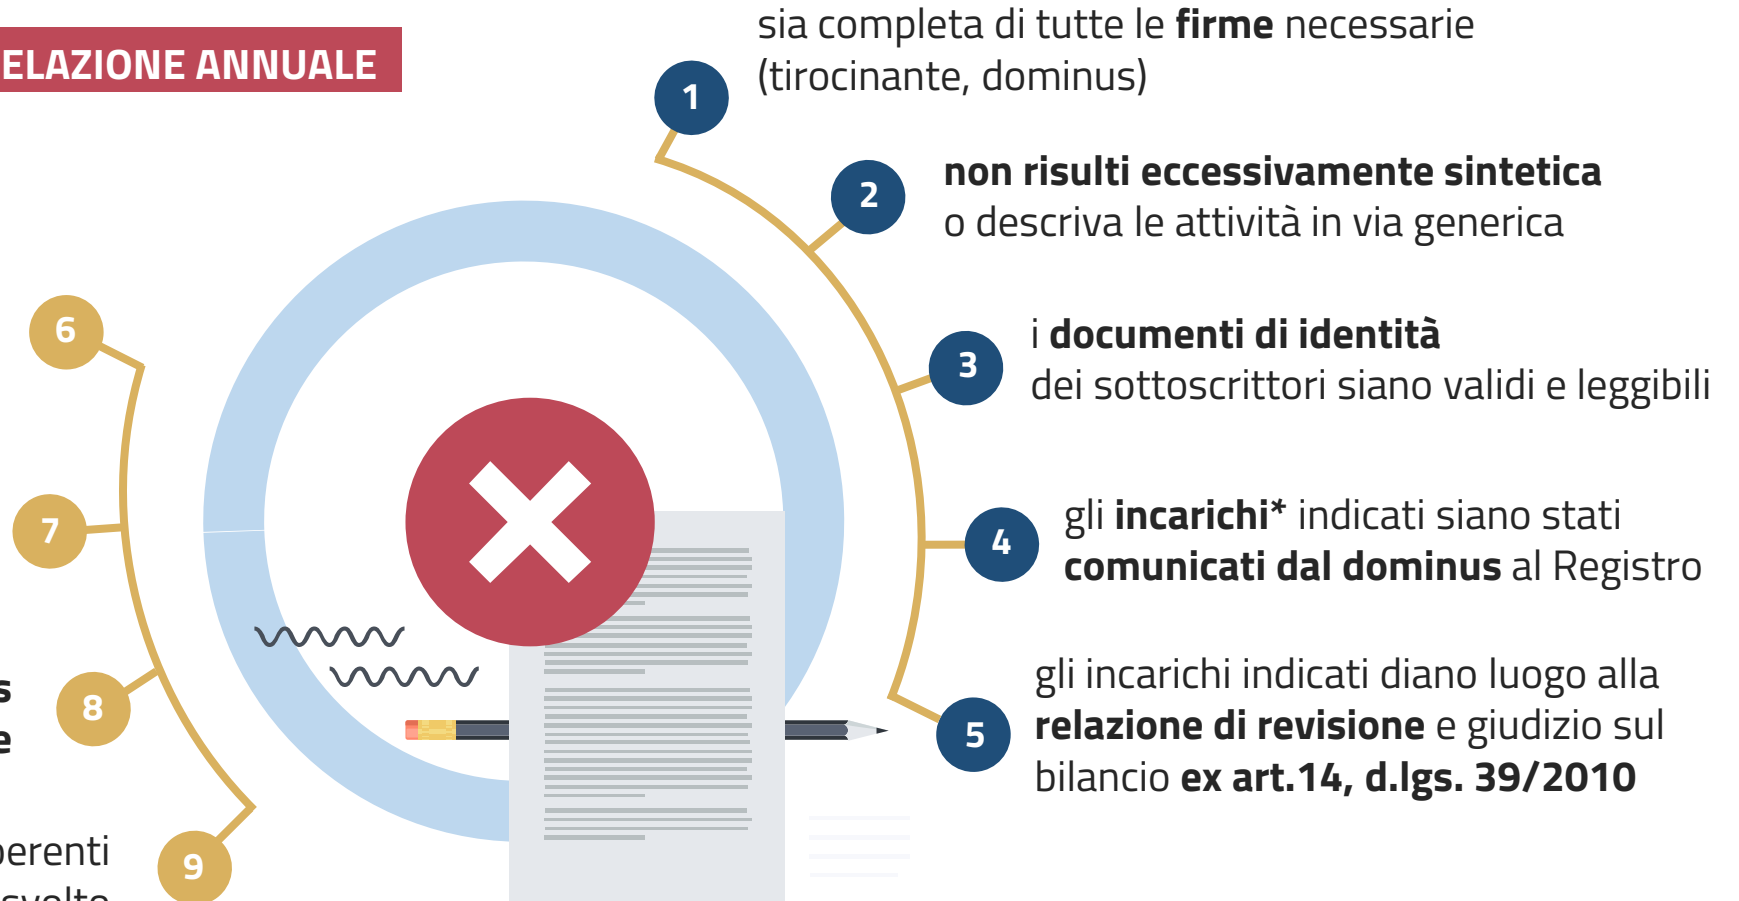 ELAZIONE ANNUALE
sia completa di tutte le firme necessarie
(tirocinante, dominus)
1
2
non risulti eccessivamente sintetica
o descriva le attività in via generica
3
i documenti di identità
dei sottoscrittori siano validi e leggibili
4
gli incarichi* indicati siano stati
comunicati dal dominus al Registro
5
gli incarichi indicati diano luogo alla
relazione di revisione e giudizio sul
bilancio ex art.14, d.lgs. 39/2010
6
7
s
e
8
perenti
svolto
9